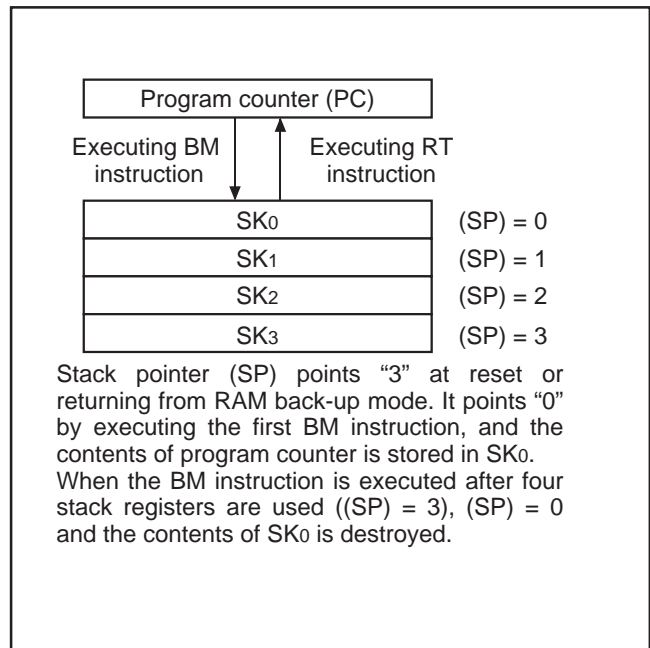 Program counter (PC)
Executing BM instruction
Executing RT instruction
SK0 (SP) = 0
SK1 (SP) = 1
SK2 (SP) = 2
SK3 (SP) = 3
Stack pointer (SP) points “3” at reset or
returning from RAM back-up mode. It points “0”
by executing the first BM instruction, and the
contents of program counter is stored in SK0.
When the BM instruction is executed after four
stack registers are used ((SP) = 3), (SP) = 0
and the contents of SK0 is destroyed.